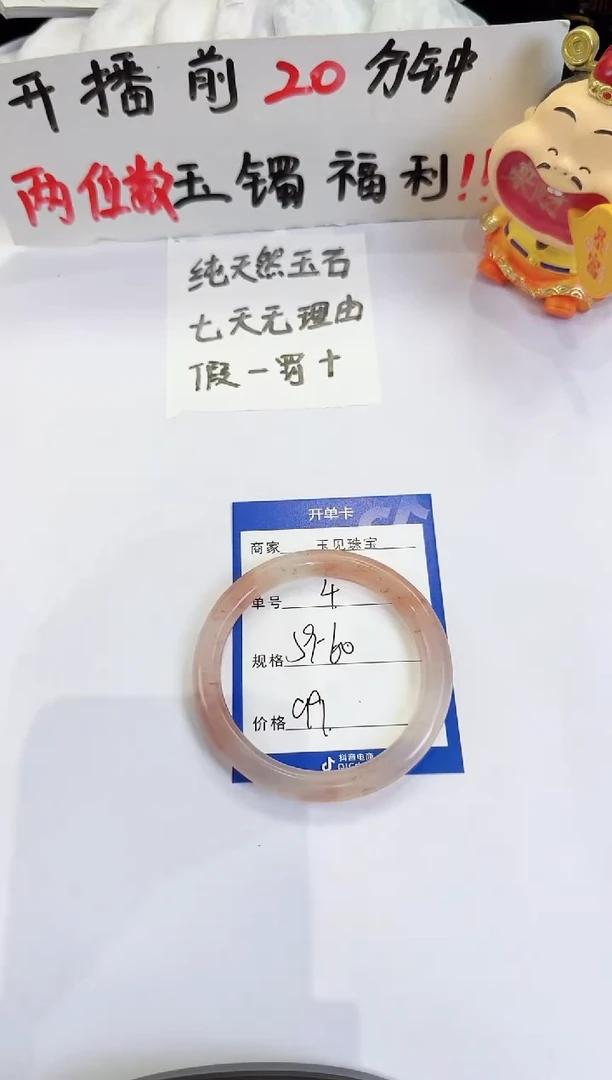 开播前20分钟
两位数玉镯福利!!
纯天然玉石
七天无理由
假一罚十
开单卡
商家 玉见珠宝
单号 4
规格 59-60
价格 99
抖音电商